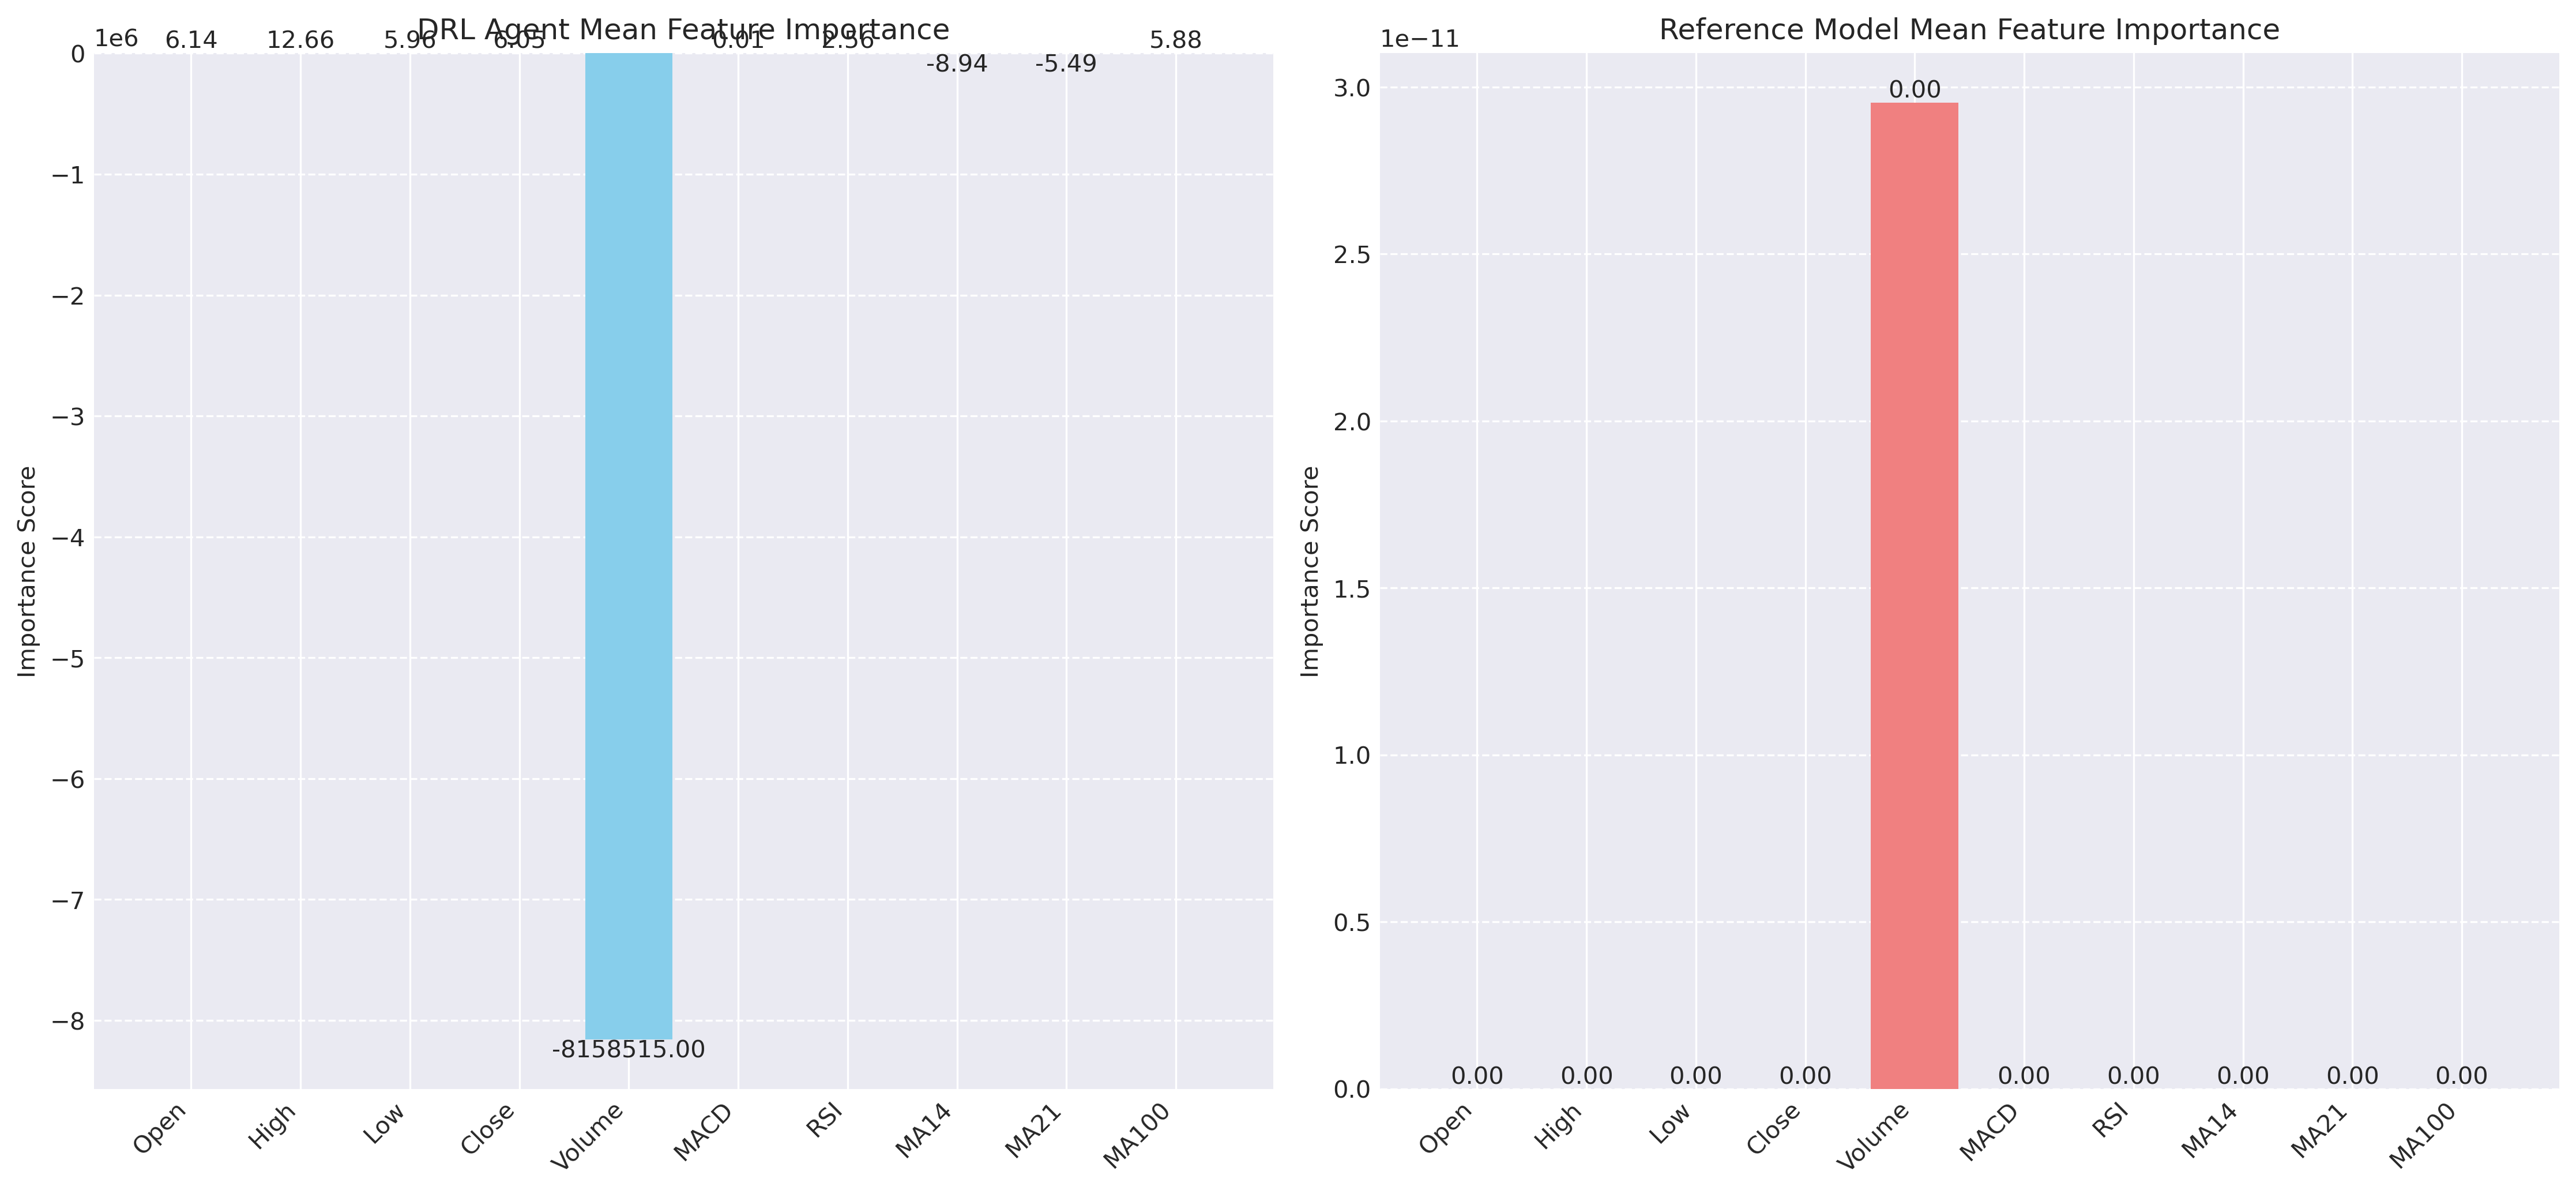 DRL Agent Mean Feature Importance
1e6
6.14 12.66 5.96 6.05 0.01 2.56 5.88
-8.94 -5.49
0
−1
−2
−3
−4
−5
−6
−7
−8
-8158515.00
Importance Score
Open High Low Close Volume MACD RSI MA14 MA21 MA100
Reference Model Mean Feature Importance
1e−11
3.0
2.5
2.0
1.5
1.0
0.5
0.0
0.00
0.00 0.00 0.00 0.00 0.00 0.00 0.00 0.00 0.00
Importance Score
Open High Low Close Volume MACD RSI MA14 MA21 MA100